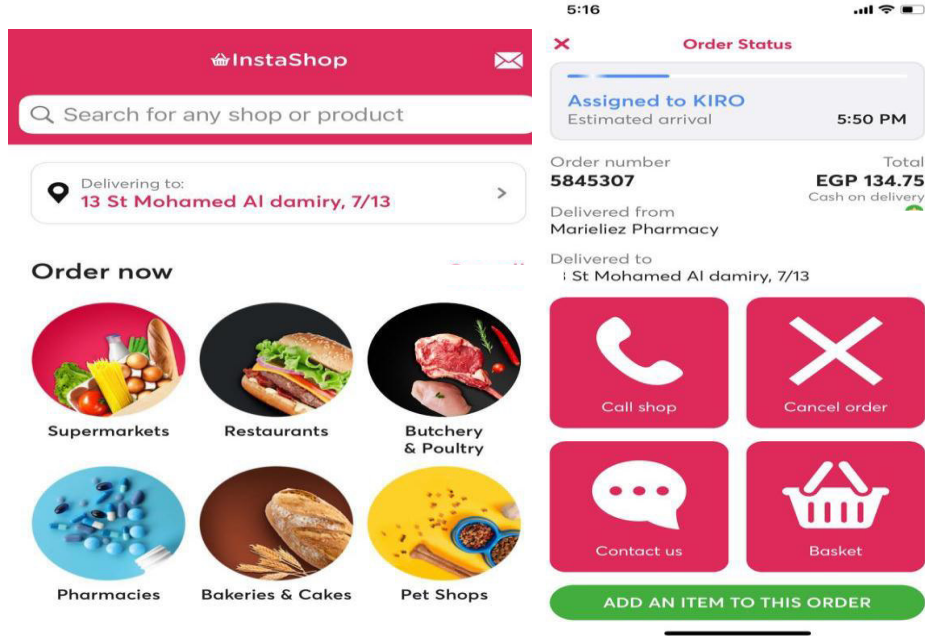 InstaShop
Search for any shop or product
Delivering to:
13 St Mohamed Al damiry, 7/13
Order now
Supermarkets
Restaurants
Butchery
& Poultry
Pharmacies
Bakeries & Cakes
Pet Shops
5:16
Order Status
Assigned to KIRO
Estimated arrival 5:50 PM
Order number Total
5845307 EGP 134.75
Cash on delivery
Delivered from
Marieliez Pharmacy
Delivered to
St Mohamed Al damiry, 7/13
Call shop
Cancel order
Contact us
Basket
ADD AN ITEM TO THIS ORDER